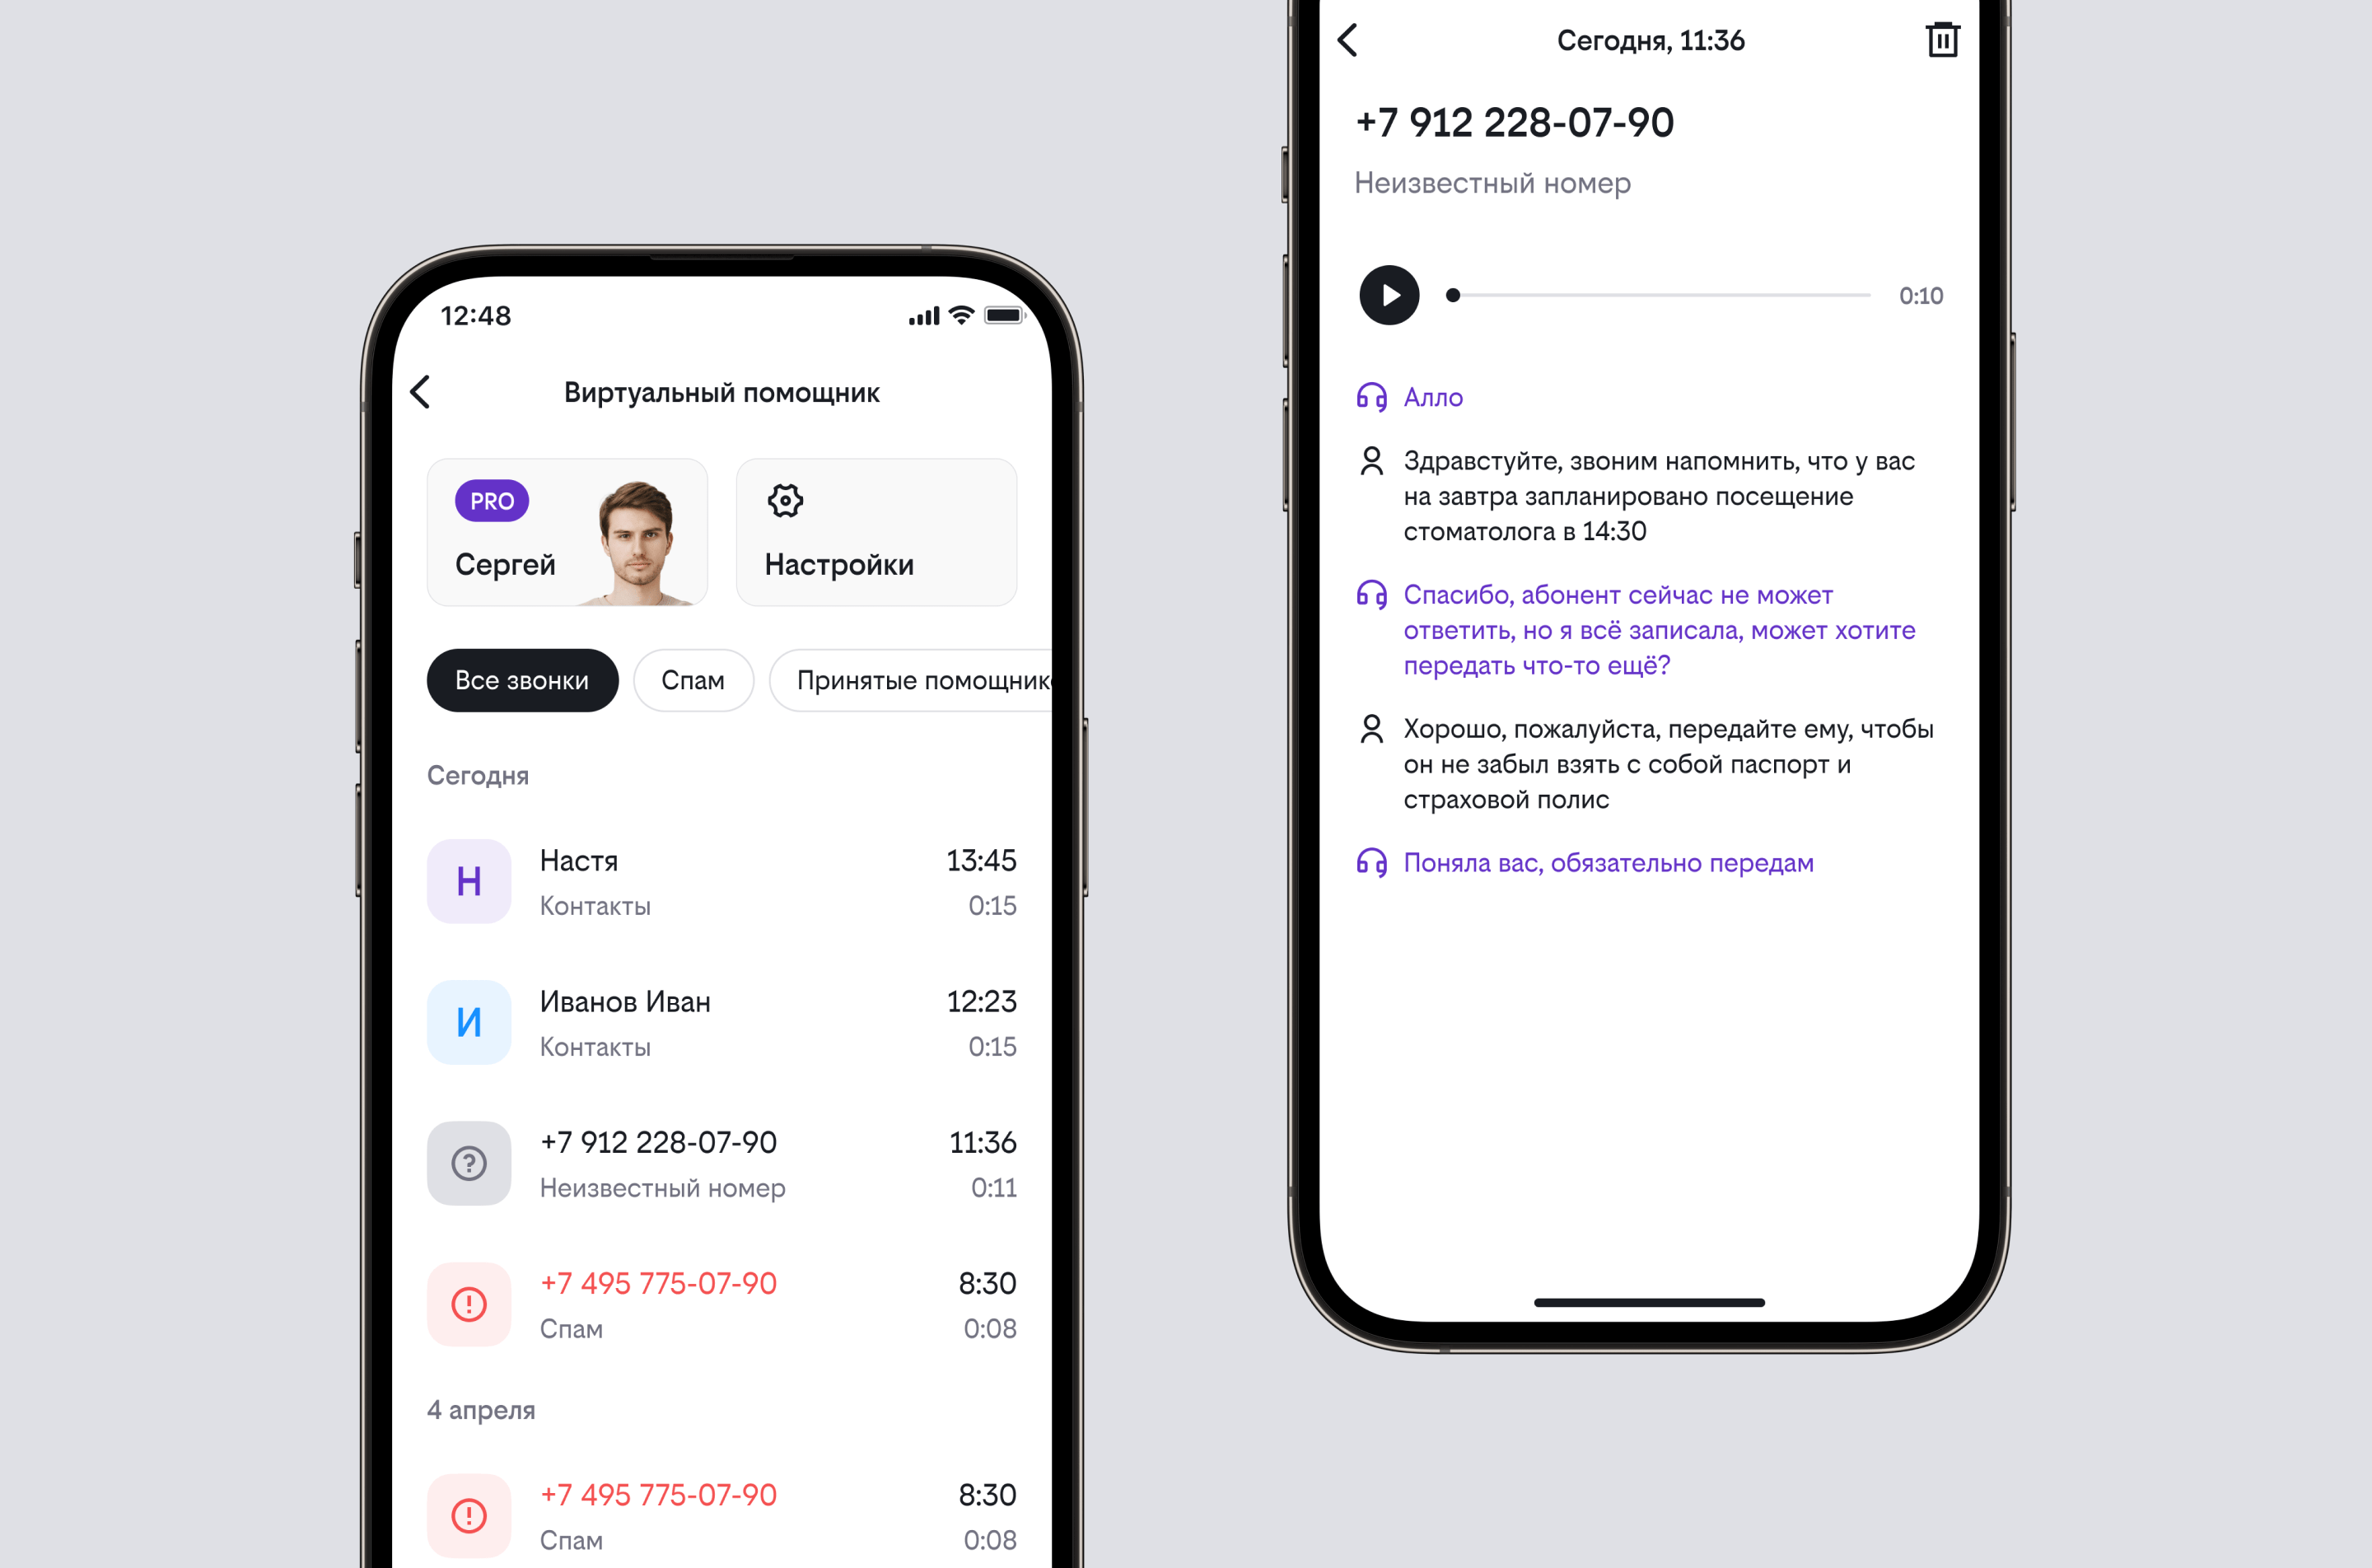 12:48
Виртуальный помощник
PRO
Сергей
Настройки
Все звонки
Спам
Принятые
Сегодня
Н
Настя
13:45
Контакты
0:15
И
Иванов Иван
12:23
Контакты
0:15
+7 912 228-07-90
11:36
Неизвестный номер
0:11
+7 495 775-07-90
8:30
Спам
0:08
4 апреля
+7 495 775-07-90
8:30
Спам
0:08
Сегодня, 11:36
+7 912 228-07-90
Неизвестный номер
0:10
Алло
Здравстуйте, звоним напомнить, что у вас
на завтра запланировано посещение
стоматолога в 14:30
Спасибо, абонент сейчас не может
ответить, но я всё записала, может хотите
передать что-то ещё?
Хорошо, пожалуйста, передайте ему, чтобы
он не забыл взять с собой паспорт и
страховой полис
Поняла вас, обязательно передам